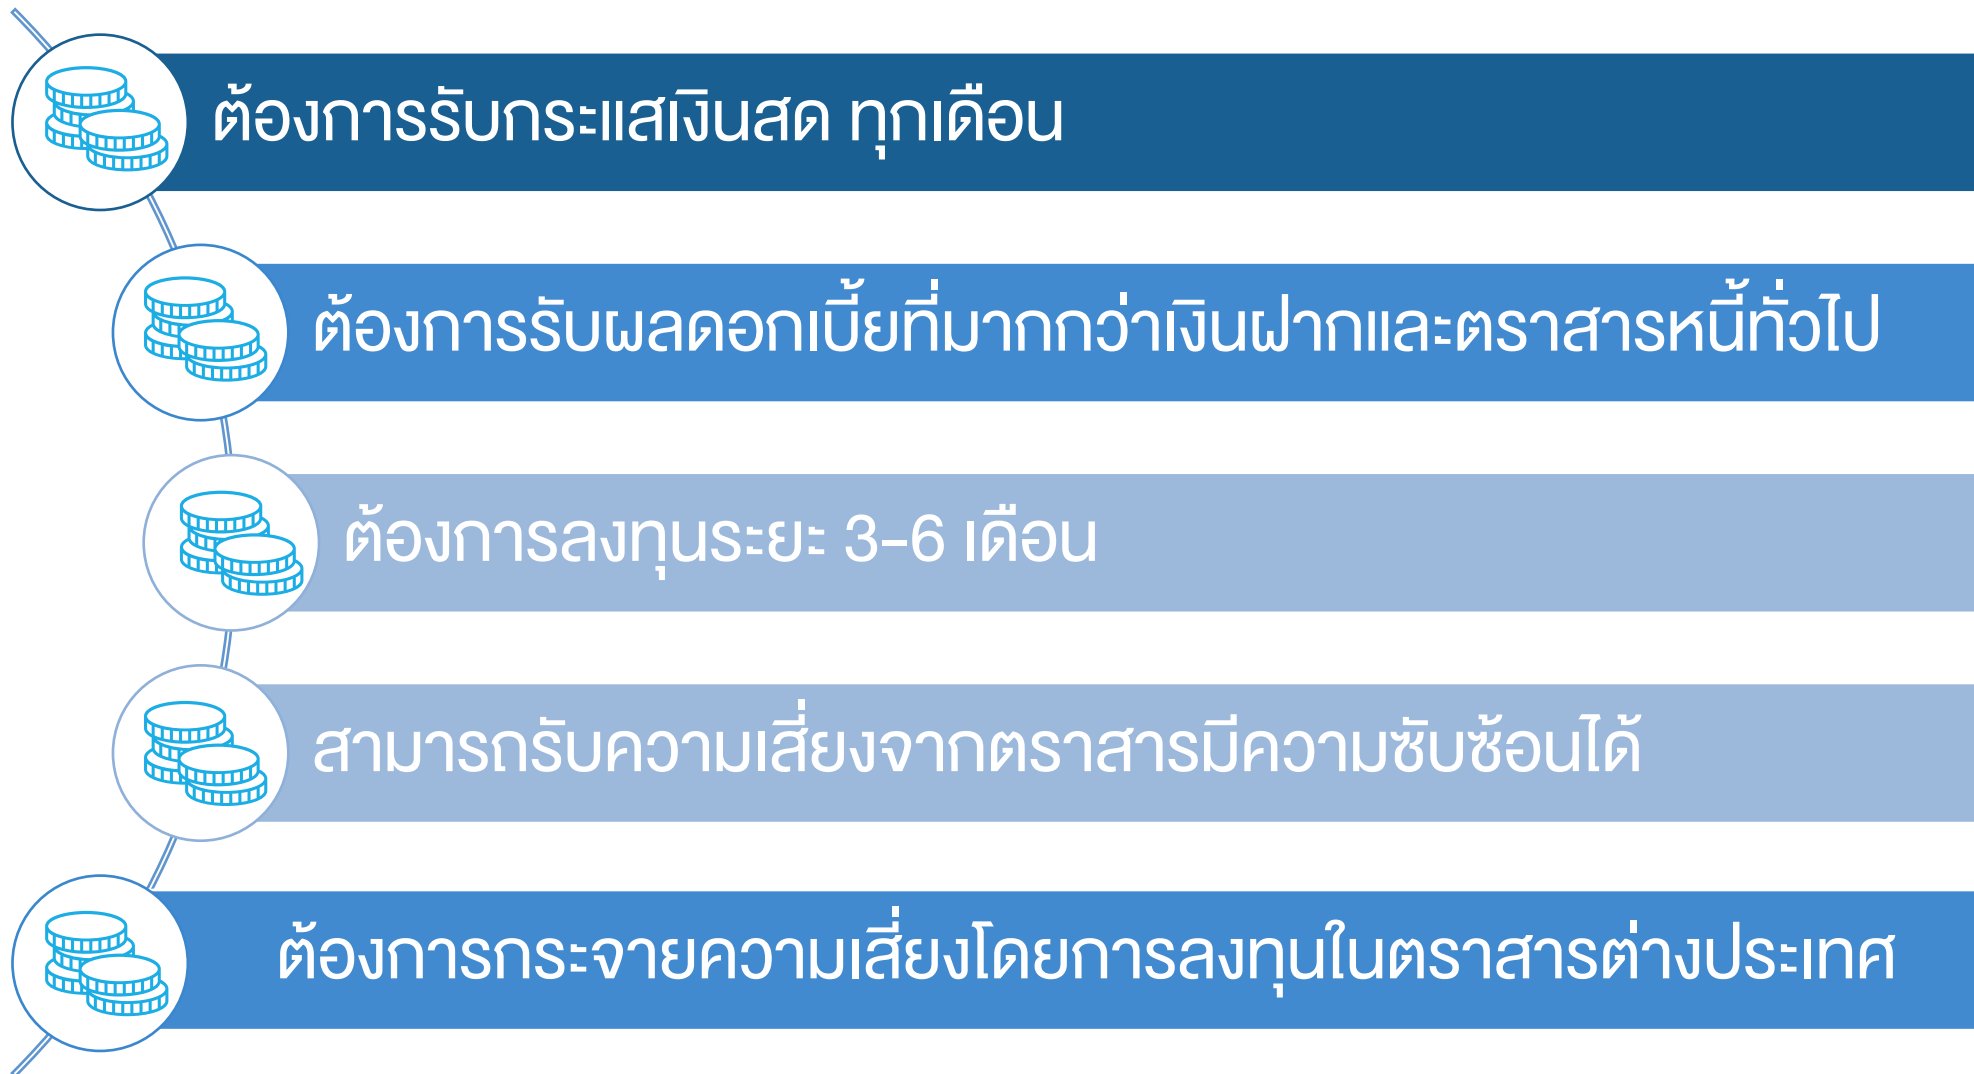 ต้องการรับกระแสเงินสด ทุกเดือน
ต้องการรับผลดอกเบี้ยที่มากกว่าเงินฝากและตราสารหนี้ทั่วไป
ต้องการลงทุนระยะ 3-6 เดือน
สามารถรับความเสี่ยงจากตราสารมีความซับซ้อนได้
ต้องการกระจายความเสี่ยงโดยการลงทุนในตราสารต่างประเทศ